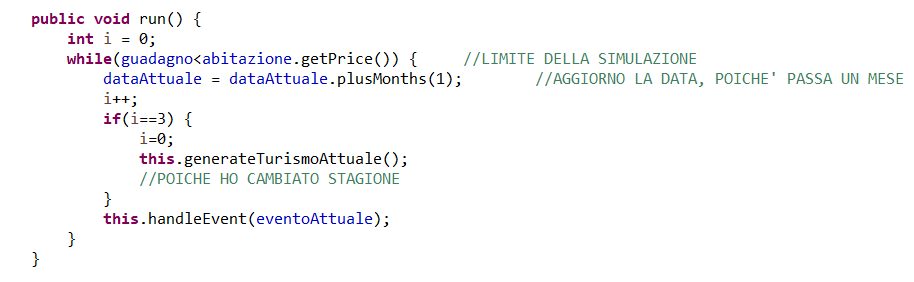 public void run() {
    int i = 0;
    while(guadagno<abitazione.getPrice()) {     //LIMITE DELLA SIMULAZIONE
        dataAttuale = dataAttuale.plusMonths(1);        //AGGIORNO LA DATA, POICHE' PASSA UN MESE
        i++;
        if(i==3) {
            i=0;
            this.generateTurismoAttuale();
            //POICHE HO CAMBIATO STAGIONE
        }
        this.handleEvent(eventoAttuale);
    }
}